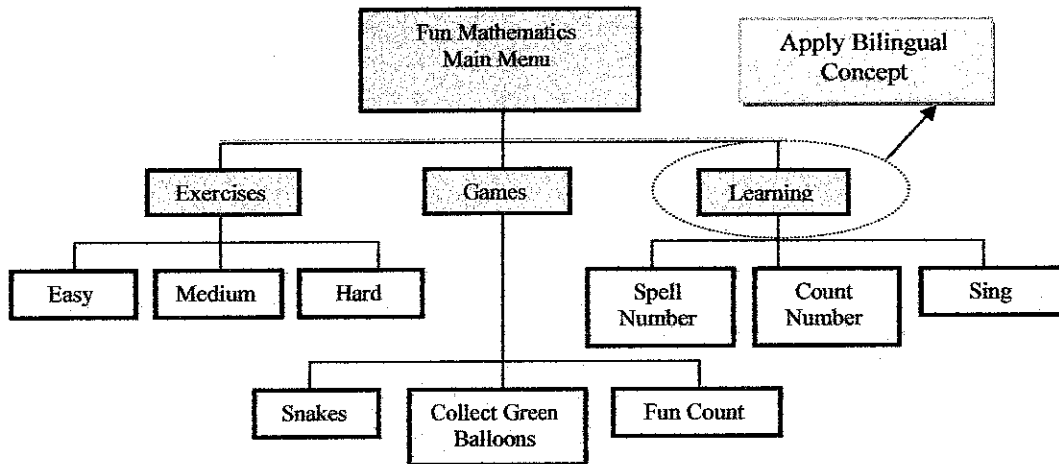 Fun Mathematics
Main Menu
Apply Bilingual
Concept
Exercises
Games
Learning
Easy
Medium
Hard
Spell
Number
Count
Number
Sing
Snakes
Collect Green
Balloons
Fun Count